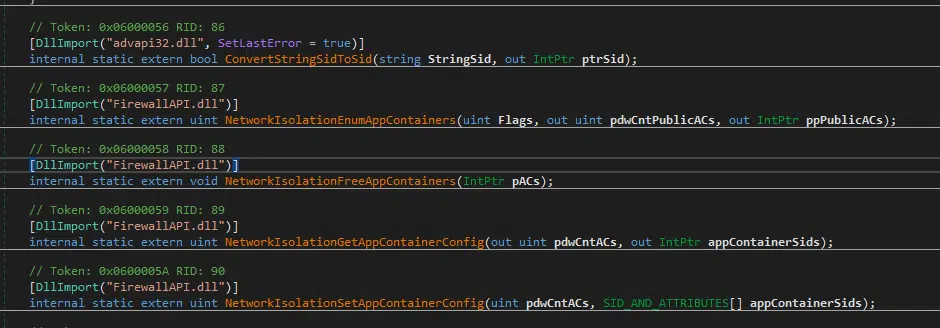 // Token: 0x06000056 RID: 86
[DllImport("advapi32.dll", SetLastError = true)]
internal static extern bool ConvertStringSidToSid(string StringSid, out IntPtr ptrSid);
// Token: 0x06000057 RID: 87
[DllImport("FirewallAPI.dll")]
internal static extern uint NetworkIsolationEnumAppContainers(uint Flags, out uint pdwCntPublicACs, out IntPtr ppPublicACs);
// Token: 0x06000058 RID: 88
[DllImport("FirewallAPI.dll")]
internal static extern void NetworkIsolationFreeAppContainers(IntPtr pACs);
// Token: 0x06000059 RID: 89
[DllImport("FirewallAPI.dll")]
internal static extern uint NetworkIsolationGetAppContainerConfig(out uint pdwCntACs, out IntPtr appContainerSids);
// Token: 0x0600005A RID: 90
[DllImport("FirewallAPI.dll")]
internal static extern uint NetworkIsolationSetAppContainerConfig(uint pdwCntACs, SID_AND_ATTRIBUTES[] appContainerSids);